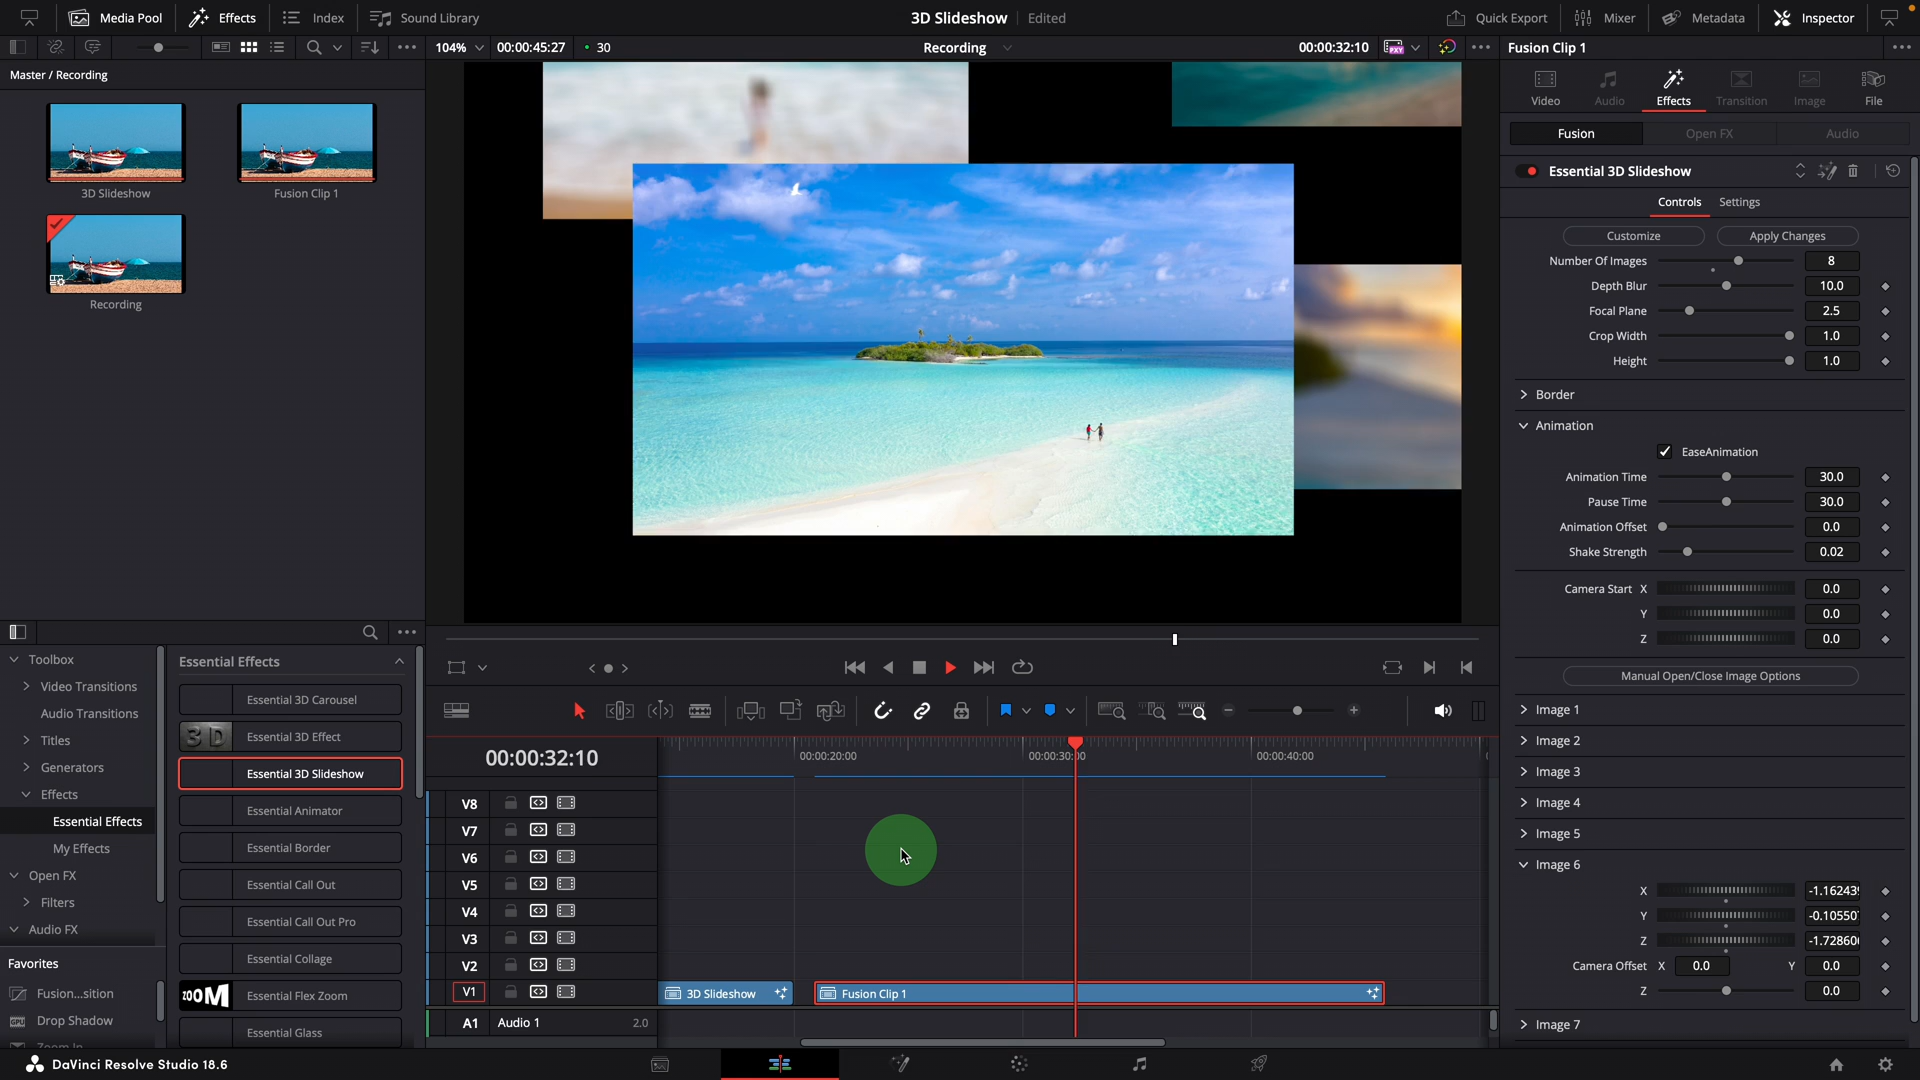 Media Pool
Effects
Index
Sound Library
3D Slideshow
Edited
Quick Export
Mixer
Metadata
Inspector
104%
00:00:45:27
30
Recording
00:00:32:10
PXY
Fusion Clip 1
Master / Recording
Video
Audio
Effects
Transition
Image
File
Fusion
Open FX
Audio
3D Slideshow
Fusion Clip 1
Recording
Essential 3D Slideshow
Controls
Settings
Customize
Apply Changes
Number Of Images
8
Depth Blur
10.0
Focal Plane
2.5
Crop Width
1.0
Height
1.0
Border
Animation
EaseAnimation
Animation Time
30.0
Pause Time
30.0
Animation Offset
0.0
Shake Strength
0.02
Camera Start X
0.0
Y
0.0
Z
0.0
Manual Open/Close Image Options
Image 1
Image 2
Image 3
Image 4
Image 5
Image 6
X
-1.16243
Y
-0.10550
Z
-1.72860
Camera Offset X
0.0
Y
0.0
Z
0.0
Image 7
Toolbox
Video Transitions
Audio Transitions
Titles
Generators
Effects
Essential Effects
My Effects
Open FX
Filters
Audio FX
Favorites
Fusion...sition
Drop Shadow
Essential Effects
Essential 3D Carousel
3D
Essential 3D Effect
Essential 3D Slideshow
Essential Animator
Essential Border
Essential Call Out
Essential Call Out Pro
Essential Collage
ZOOM
Essential Flex Zoom
Essential Glass
00:00:32:10
00:00:20:00
00:00:30:00
00:00:40:00
V8
V7
V6
V5
V4
V3
V2
V1
3D Slideshow
Fusion Clip 1
A1
Audio 1
2.0
DaVinci Resolve Studio 18.6